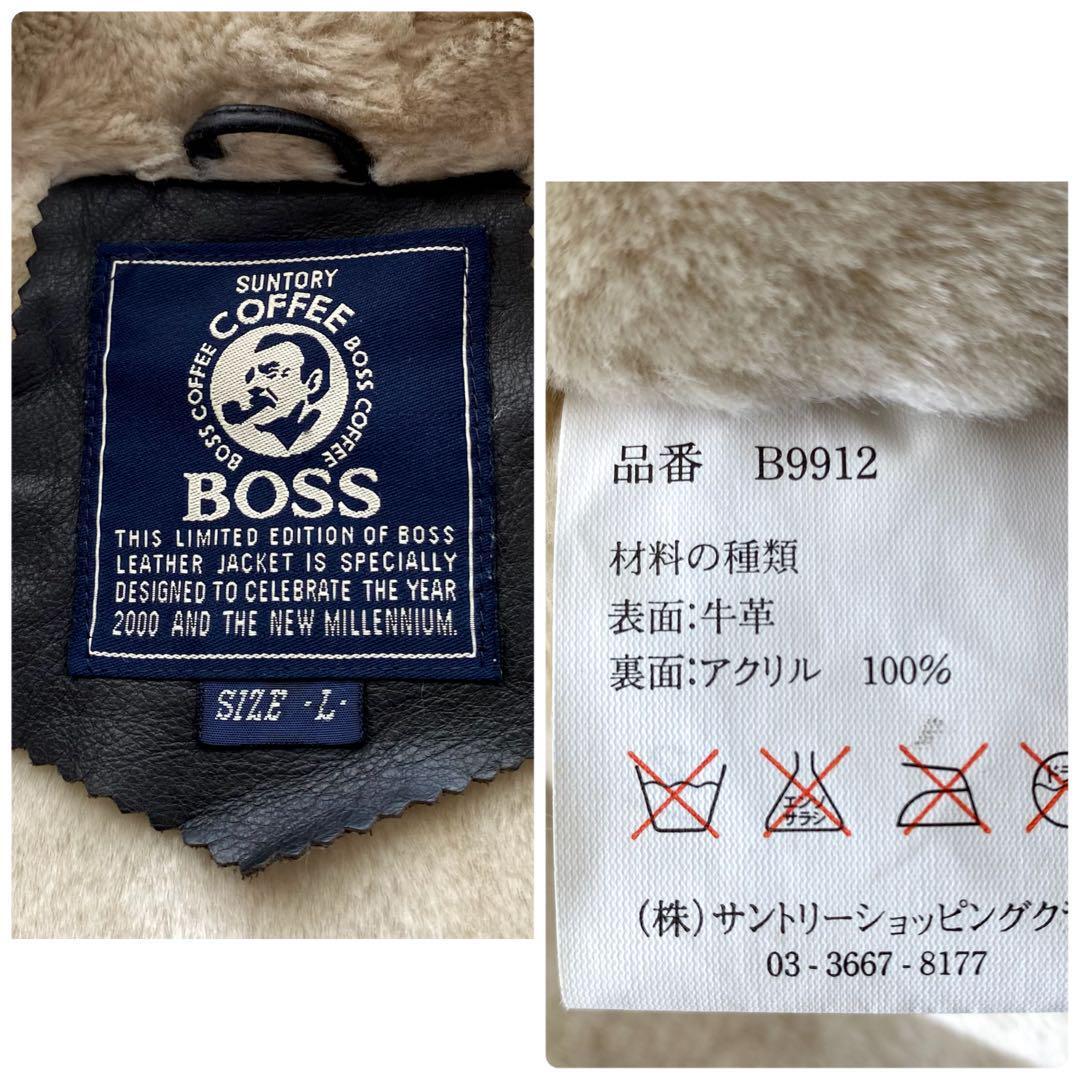 SUNTORY
COFFEE
BOSS COFFEE
BOSS COFFEE
BOSS
THIS LIMITED EDITION OF BOSS
LEATHER JACKET IS SPECIALLY
DESIGNED TO CELEBRATE THE YEAR
2000 AND THE NEW MILLENNIUM.
SIZE ·L·
品番 B9912
材料の種類
表面:牛革
裏面:アクリル 100%
エンソ
サラシ
ドラ
(株)サントリーショッピングク
03-3667-8177